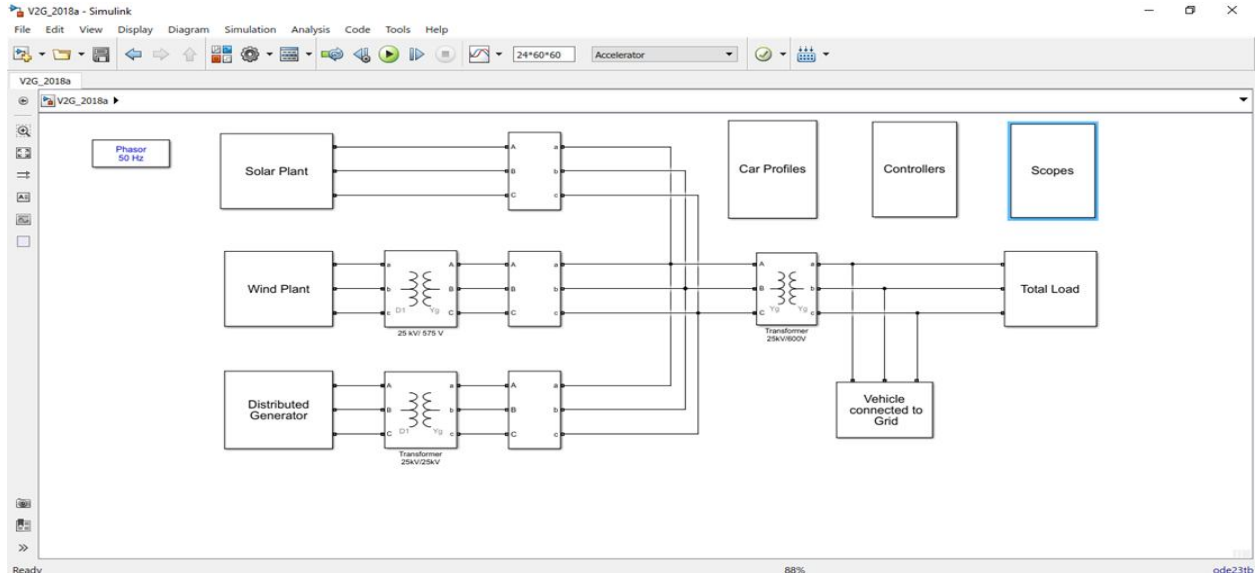 V2G_2018a - Simulink
File Edit View Display Diagram Simulation Analysis Code Tools Help
24*60*60
Accelerator
V2G_2018a
V2G_2018a
Phasor
50 Hz
Solar Plant
A a
B b
C c
Car Profiles
Controllers
Scopes
Wind Plant
a A
b B
c C
D1 Yg
25 kV/ 575 V
A a
B b
C c
A a
B b
C c
Yg Yg
Transformer
25kV/600V
Total Load
Distributed
Generator
A a
B b
C c
D1 Yg
Transformer
25kV/25kV
A a
B b
C c
Vehicle
connected to
Grid
Ready
88%
ode23tb